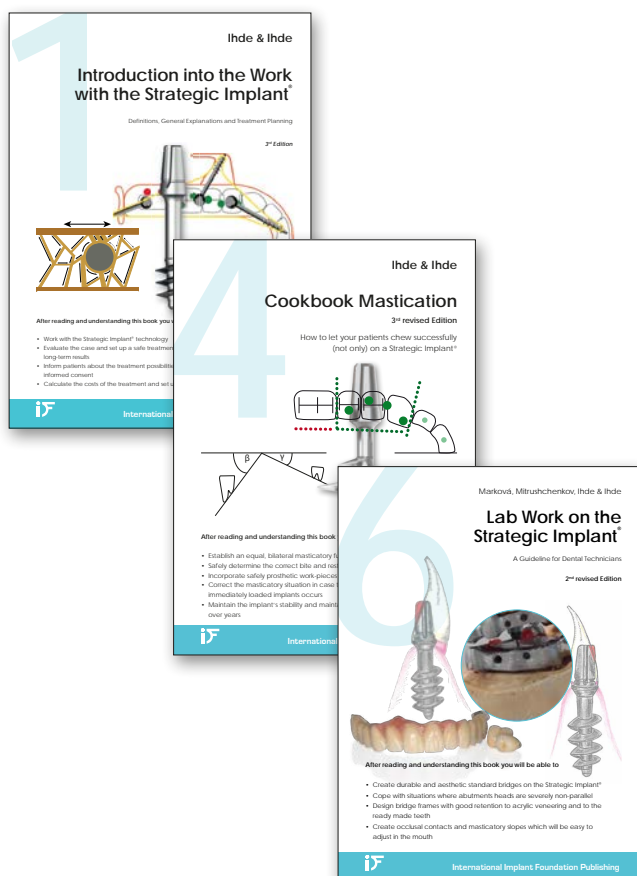 1
Ihde & Ihde
Introduction into the Work
with the Strategic Implant®
Definitions, General Explanations and Treatment Planning
3rd Edition
After reading and understanding this book you
• Work with the Strategic Implant® technology
• Evaluate the case and set up a safe treatment
long-term results
• Inform patients about the treatment
informed consent
• Calculate the costs of the treatment and set
iF
International
4
Ihde & Ihde
Cookbook Mastication
3rd revised Edition
How to let your patients chew successfully
(not only) on a Strategic Implant®
β
γ
After reading and understanding this book
• Establish an equal, bilateral masticatory
• Safely determine the correct bite and
• Incorporate safely prosthetic work-pieces
• Correct the masticatory situation in case
immediately loaded implants occurs
• Maintain the implant's stability and
over years
iF
International
6
Marková, Mitrushchenkov, Ihde & Ihde
Lab Work on the
Strategic Implant®
A Guideline for Dental Technicians
2nd revised Edition
After reading and understanding this book you will be able to
• Create durable and aesthetic standard bridges on the Strategic Implant®
• Cope with situations where abutments heads are severely non-parallel
• Design bridge frames with good retention to acrylic veneering and to the
ready made teeth
• Create occlusal contacts and masticatory slopes which will be easy to
adjust in the mouth
iF
International Implant Foundation Publishing